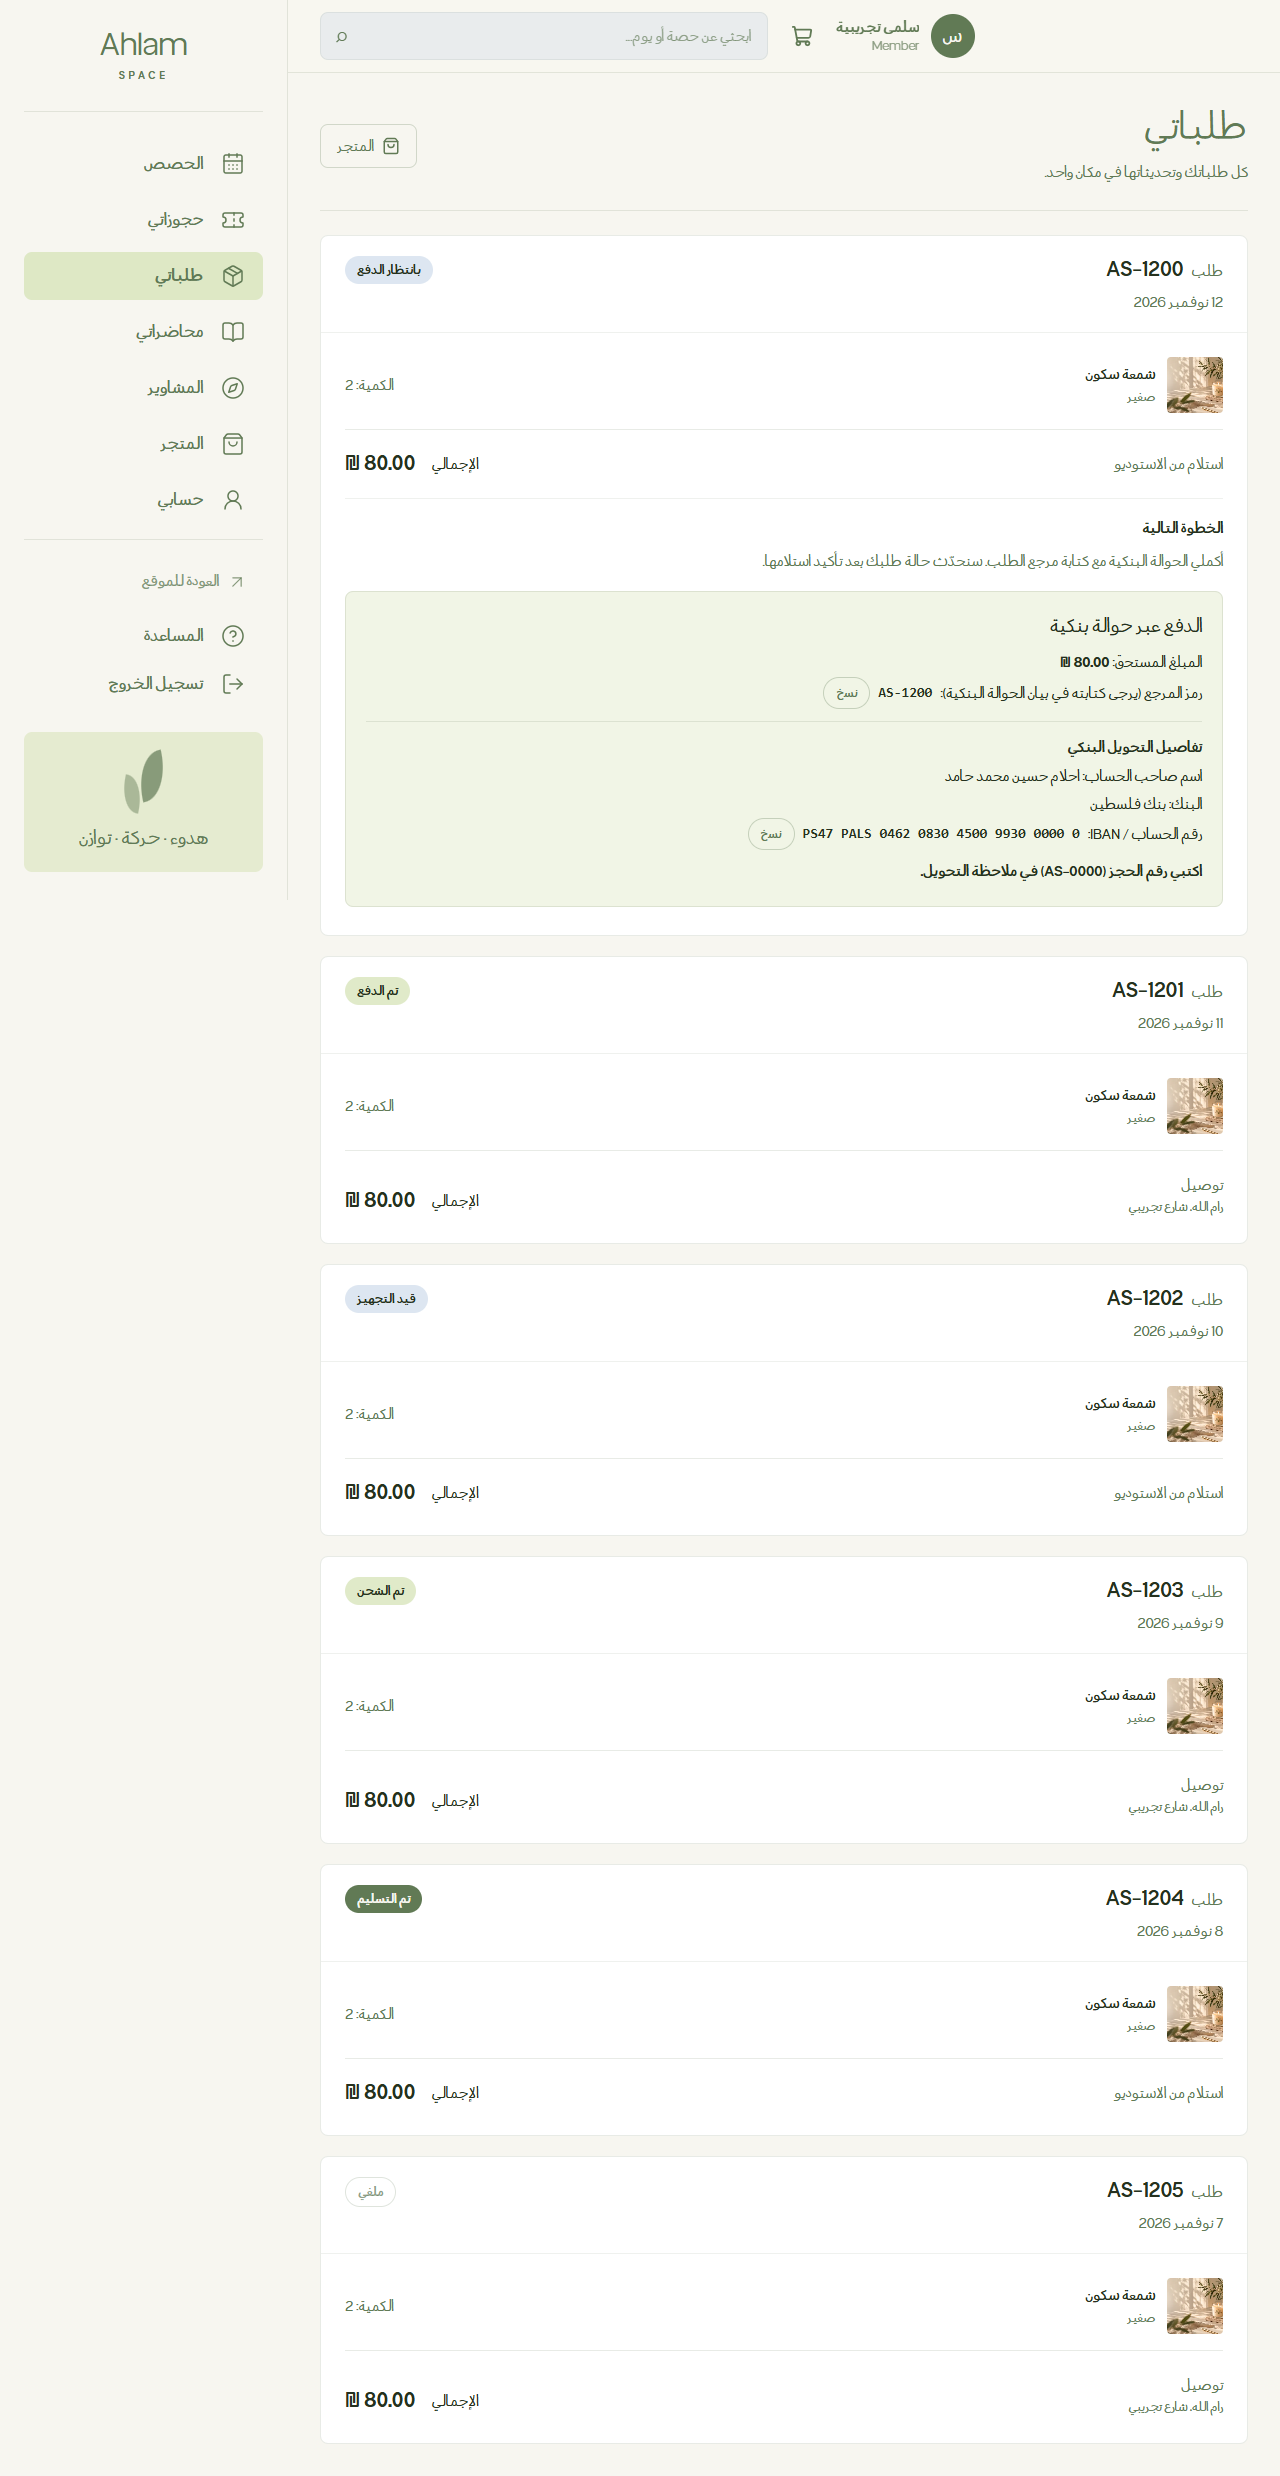 Ahlam
SPACE
الحصص
حجوزاتي
طلباتي
محاضراتي
المشاوير
المتجر
حسابي
العودة للموقع
المساعدة
تسجيل الخروج
هدوء · حركة · توازن
س
سلمى تجريبية
Member
ابحثي عن حصة أو يوم...
طلباتي
كل طلباتك وتحديثاتها في مكان واحد.
المتجر
طلب AS-1200
بانتظار الدفع
12 نوفمبر 2026
شمعة سكون
صغير
الكمية: 2
استلام من الاستوديو
الإجمالي 80.00 ₪
الخطوة التالية
أكملي الحوالة البنكية مع كتابة مرجع الطلب. سنحدّث حالة طلبك بعد تأكيد استلامها.
الدفع عبر حوالة بنكية
المبلغ المستحق: 80.00 ₪
رمز المرجع (يرجى كتابته في بيان الحوالة البنكية): AS-1200 نسخ
تفاصيل التحويل البنكي
اسم صاحب الحساب: احلام حسين محمد حامد
البنك: بنك فلسطين
رقم الحساب / IBAN: PS47 PALS 0462 0830 4500 9930 0000 0 نسخ
اكتبي رقم الحجز (AS-0000) في ملاحظة التحويل.
طلب AS-1201
تم الدفع
11 نوفمبر 2026
شمعة سكون
صغير
الكمية: 2
توصيل
رام الله، شارع تجريبي
الإجمالي 80.00 ₪
طلب AS-1202
قيد التجهيز
10 نوفمبر 2026
شمعة سكون
صغير
الكمية: 2
استلام من الاستوديو
الإجمالي 80.00 ₪
طلب AS-1203
تم الشحن
9 نوفمبر 2026
شمعة سكون
صغير
الكمية: 2
توصيل
رام الله، شارع تجريبي
الإجمالي 80.00 ₪
طلب AS-1204
تم التسليم
8 نوفمبر 2026
شمعة سكون
صغير
الكمية: 2
استلام من الاستوديو
الإجمالي 80.00 ₪
طلب AS-1205
ملغي
7 نوفمبر 2026
شمعة سكون
صغير
الكمية: 2
توصيل
رام الله، شارع تجريبي
الإجمالي 80.00 ₪